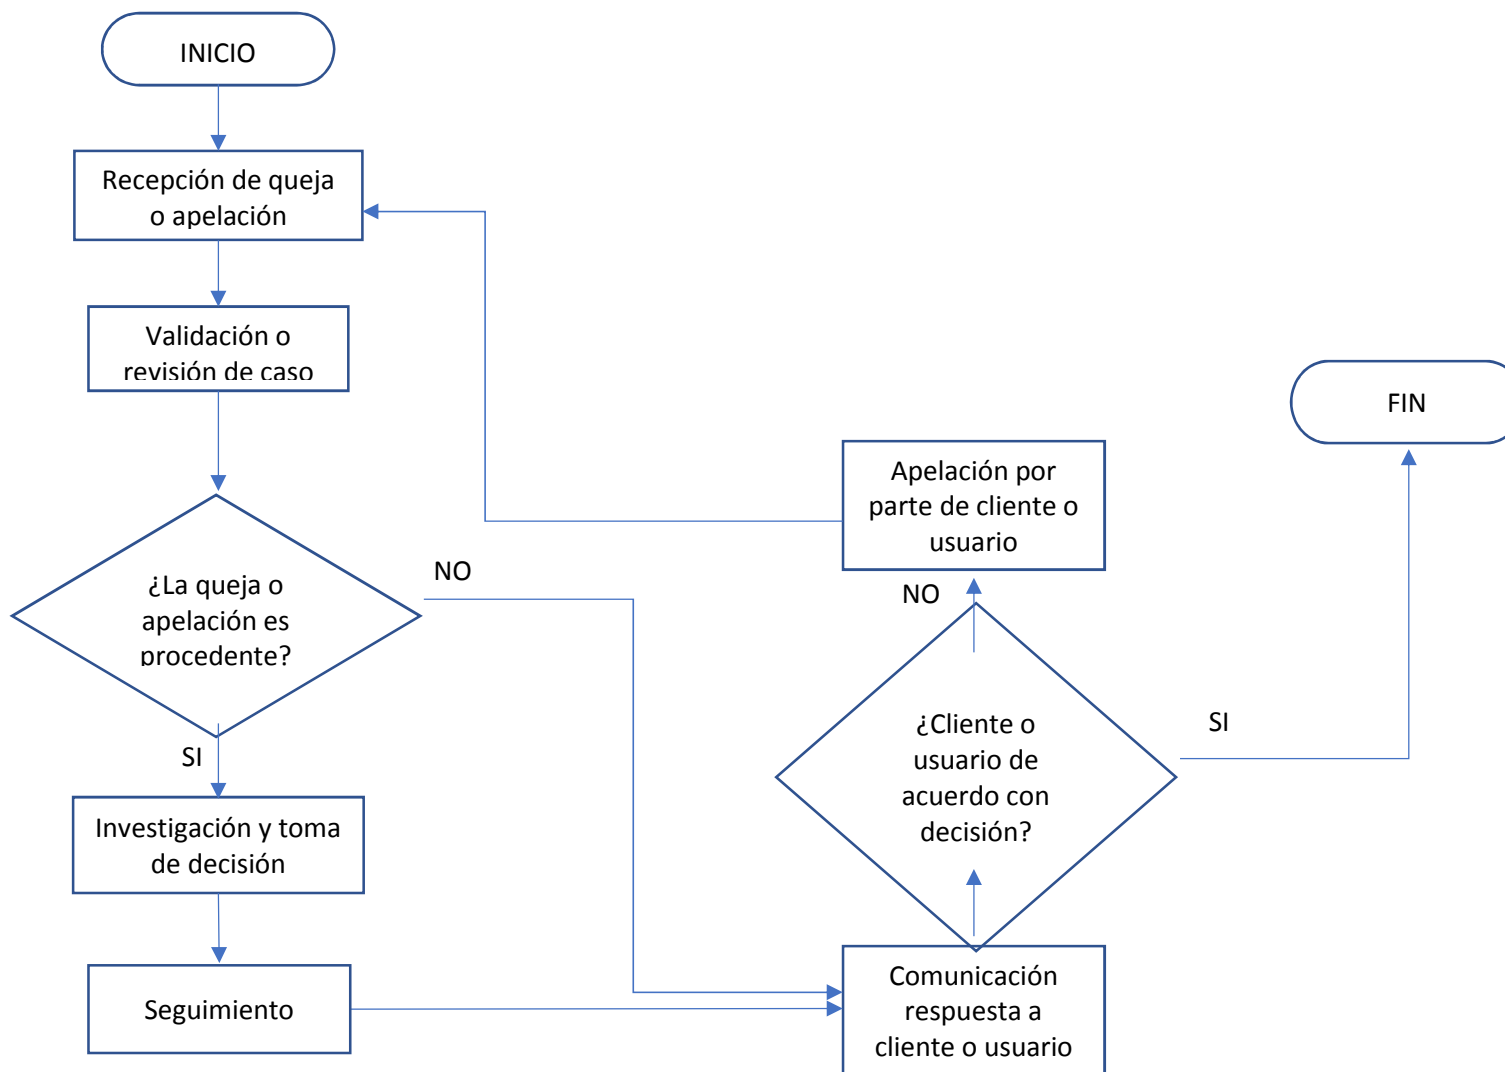 INICIO
Recepción de queja
o apelación
Validación o
revisión de caso
¿La queja o
apelación es
procedente?
NO
SI
Investigación y toma
de decisión
Seguimiento
Apelación por
parte de cliente o
usuario
NO
¿Cliente o
usuario de
acuerdo con
decisión?
SI
Comunicación
respuesta a
cliente o usuario
FIN